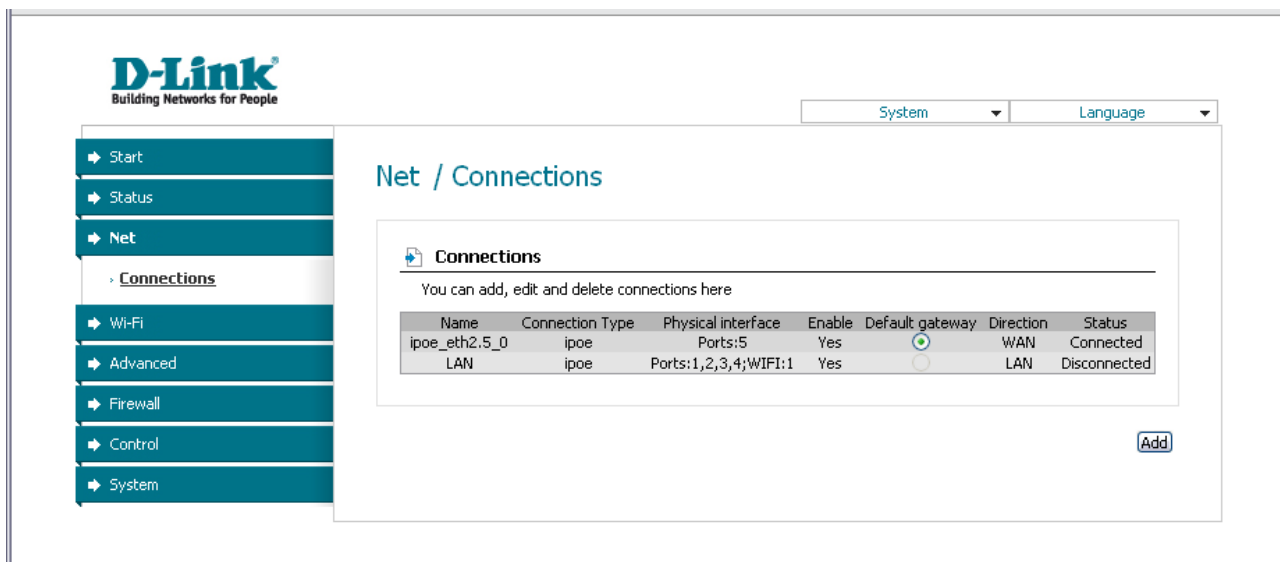 D-Link
Building Networks for People
System Language
Start
Status
Net
Connections
Wi-Fi
Advanced
Firewall
Control
System
Net / Connections
Connections
You can add, edit and delete connections here
Name Connection Type Physical interface Enable Default gateway Direction Status
ipoe_eth2.5_0 ipoe Ports:5 Yes WAN Connected
LAN ipoe Ports:1,2,3,4;WIFI:1 Yes LAN Disconnected
Add